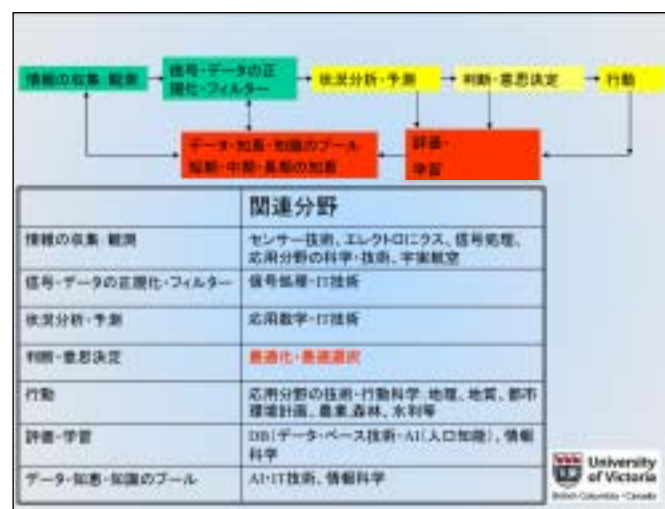 情報の収集・観測
信号・データの正
規化・フィルター
状況分析・予測
判断・意思決定
行動
データ・知恵・知識のプール
短期・中期・長期の知恵
評価・
学習
関連分野
情報の収集・観測
センサー技術、エレクトロニクス、信号処理、
応用分野の科学・技術、宇宙航空
信号・データの正規化・フィルター
信号処理・IT技術
状況分析・予測
応用数学・IT技術
判断・意思決定
最適化・最適選択
行動
応用分野の技術・行動科学、地理、地質、都市
環境計画、農業、森林、水利等
評価・学習
DB(データ・ベース技術・AI(人口知能)、情報
科学
データ・知恵・知識のプール
AI・IT技術、情報科学
University
of Victoria
British Columbia • Canada